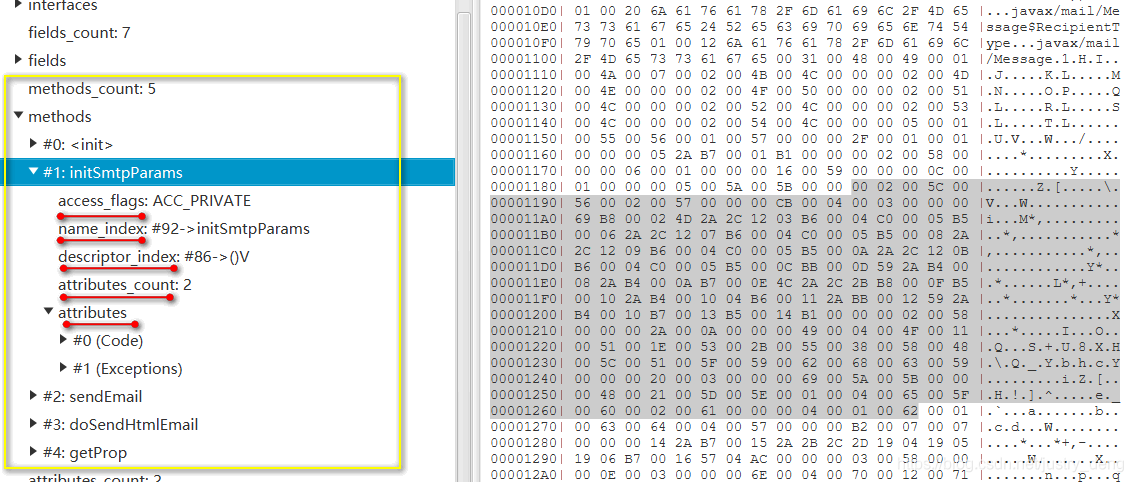 interfaces
fields_count: 7
fields
methods_count: 5
methods
#0: <init>
#1: initSmtpParams
access_flags: ACC_PRIVATE
name_index: #92->initSmtpParams
descriptor_index: #86->()V
attributes_count: 2
attributes
#0 (Code)
#1 (Exceptions)
#2: sendEmail
#3: doSendHtmlEmail
#4: getProp
attributes_count: 2
000010D0| 01 00 20 6A 61 76 61 78 2F 6D 61 69 6C 2F 4D 65 |.. javax/mail/Me
000010E0| 73 73 61 67 65 24 52 65 63 69 70 69 65 6E 74 54 |ssage$RecipientT
000010F0| 79 70 65 01 00 12 6A 61 76 61 78 2F 6D 61 69 6C |ype...javax/mail
00001100| 2F 4D 65 73 73 61 67 65 00 31 00 48 00 49 00 01 |/Message.1.H.I..
00001110| 00 4A 00 07 00 02 00 4B 00 4C 00 00 00 02 00 4D |.J.....K.L.....M
00001120| 00 4E 00 00 00 02 00 4F 00 50 00 00 00 02 00 51 |.N.....O.P.....Q
00001130| 00 4C 00 00 00 02 00 52 00 4C 00 00 00 02 00 53 |.L.....R.L.....S
00001140| 00 4C 00 00 00 02 00 54 00 4C 00 00 00 05 00 01 |.L.....T.L......
00001150| 00 55 00 56 00 01 00 57 00 00 00 2F 00 01 00 01 |.U.V...W.../....
00001160| 00 00 00 05 2A B7 00 01 B1 00 00 00 02 00 58 00 |....*.........X.
00001170| 00 00 06 00 01 00 00 00 16 00 59 00 00 00 0C 00 |..........Y.....
00001180| 01 00 00 00 05 00 5A 00 5B 00 00 00 02 00 5C 00 |......Z.[.....\.
00001190| 56 00 02 00 57 00 00 00 CB 00 04 00 03 00 00 00 |V...W...........
000011A0| 69 B8 00 02 4D 2A 2C 12 03 B6 00 04 C0 00 05 B5 |i...M*,.........
000011B0| 00 06 2A 2C 12 07 B6 00 04 C0 00 05 B5 00 08 2A |..*,...........*
000011C0| 2C 12 09 B6 00 04 C0 00 05 B5 00 0A 2A 2C 12 0B |,...........*,..
000011D0| B6 00 04 C0 00 05 B5 00 0C BB 00 0D 59 2A B4 00 |............Y*..
000011E0| 08 2A B4 00 0A B7 00 0E 4C 2A 2C 2B B8 00 0F B5 |.*......L*,+....
000011F0| 00 10 2A B4 00 10 04 B6 00 11 2A BB 00 12 59 2A |..*.......*...Y*
00001200| B4 00 10 B7 00 13 B5 00 14 B1 00 00 00 02 00 58 |...............X
00001210| 00 00 00 2A 00 0A 00 00 00 49 00 04 00 4F 00 11 |...*.....I...O..
00001220| 00 51 00 1E 00 53 00 2B 00 55 00 38 00 58 00 48 |.Q...S.+.U.8.X.H
00001230| 00 5C 00 51 00 5F 00 59 00 62 00 68 00 63 00 59 |.\.Q._.Y.b.h.c.Y
00001240| 00 00 00 20 00 03 00 00 00 69 00 5A 00 5B 00 00 |... .....i.Z.[..
00001250| 00 48 00 21 00 5D 00 5E 00 01 00 04 00 65 00 5F |.H.!.].^.....e._
00001260| 00 60 00 02 00 61 00 00 00 04 00 01 00 62 00 01 |.`...a.......b..
00001270| 00 63 00 64 00 04 00 57 00 00 00 B2 00 07 00 07 |.c.d...W........
00001280| 00 00 00 14 2A B7 00 15 2A 2B 2C 2D 19 04 19 05 |....*...*+,-....
00001290| 19 06 B7 00 16 57 04 AC 00 00 00 03 00 58 00 00 |.....W.......X..
000012A0| 00 0E 00 03 00 00 00 6E 00 04 00 70 00 12 00 71 |.......n...p...q
https://blog.csdn.net/justry_deng